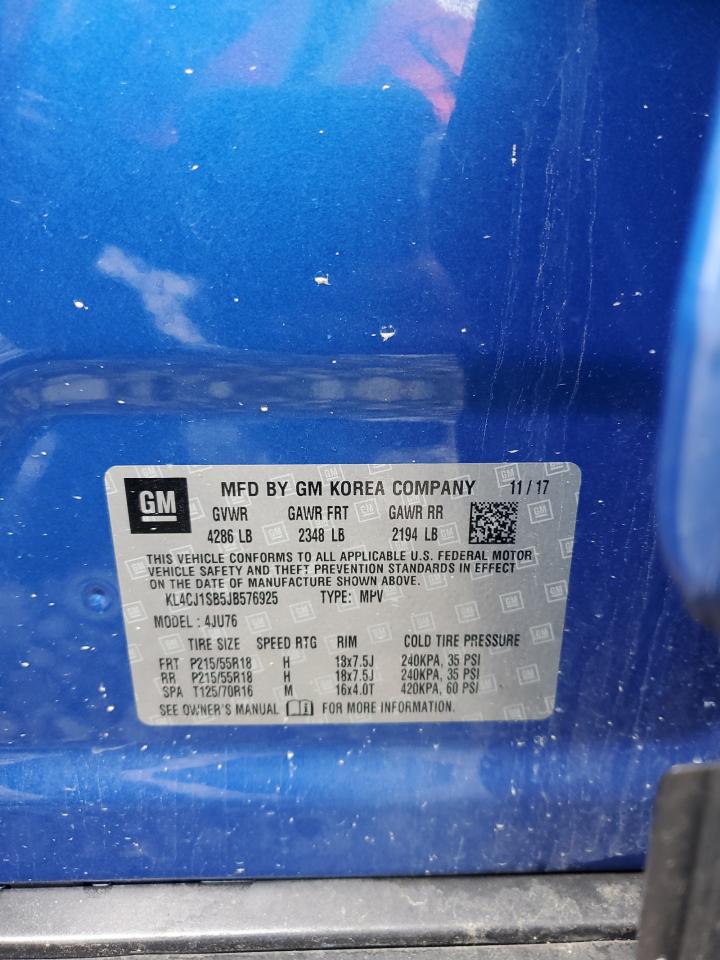 GM MFD BY GM KOREA COMPANY 11/17
GVWR GAWR FRT GAWR RR
4286 LB 2348 LB 2194 LB
THIS VEHICLE CONFORMS TO ALL APPLICABLE U.S. FEDERAL MOTOR
VEHICLE SAFETY AND THEFT PREVENTION STANDARDS IN EFFECT
ON THE DATE OF MANUFACTURE SHOWN ABOVE.
KL4CJ1SB5JB576925 TYPE: MPV
MODEL: 4JU76
TIRE SIZE SPEED RTG RIM COLD TIRE PRESSURE
FRT P215/55R18 H 18x7.5J 240KPA, 35 PSI
RR P215/55R18 H 18x7.5J 240KPA, 35 PSI
SPA T125/70R16 M 16x4.0T 420KPA, 60 PSI
SEE OWNER'S MANUAL FOR MORE INFORMATION.